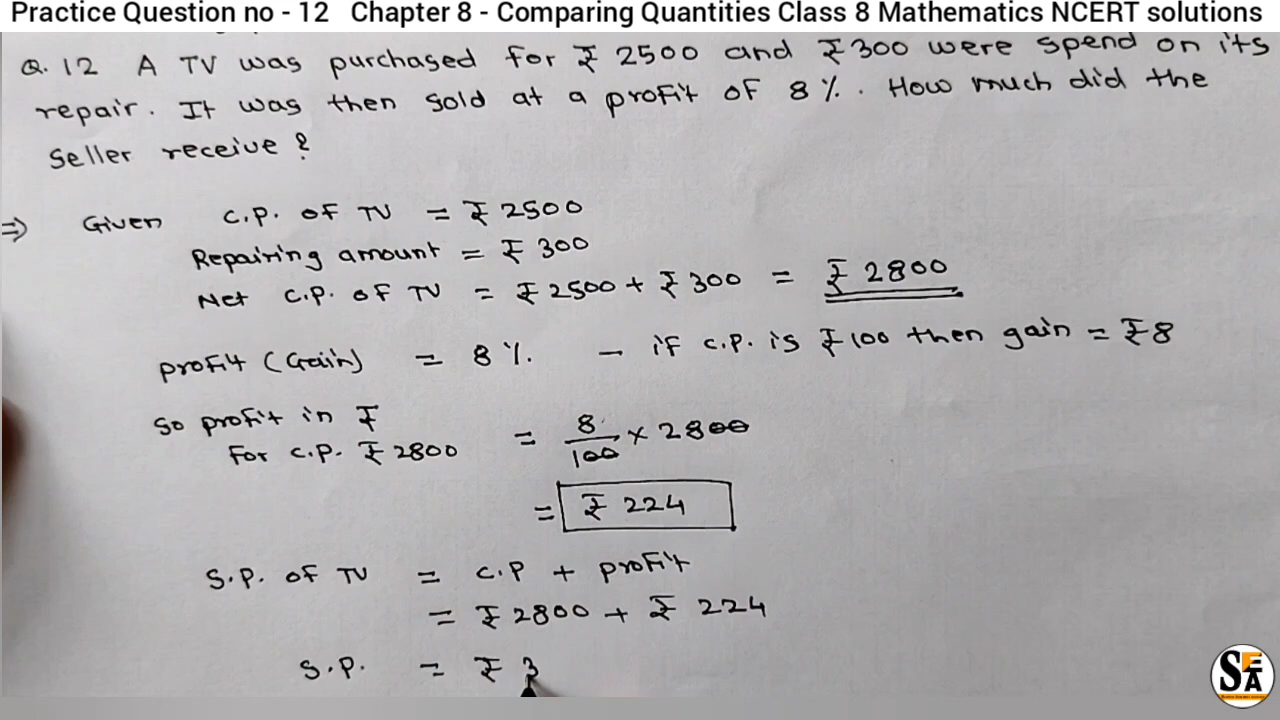 Practice Question no - 12 Chapter 8 - Comparing Quantities Class 8 Mathematics NCERT solutions
Q. 12 A TV was purchased for ₹ 2500 and ₹300 were spend on its
repair. It was then sold at a profit of 8 %. How much did the
seller receive ?
⇒ Given C.P. of TV = ₹ 2500
Repairing amount = ₹ 300
Net C.P. of TV = ₹ 2500 + ₹ 300 = ₹ 2800
profit (Gain) = 8 %. - if C.P. is ₹ 100 then gain = ₹ 8
So profit in ₹
For C.P. ₹ 2800 = 8/100 × 2800
= ₹ 224
S.P. of TV = C.P + profit
= ₹ 2800 + ₹ 224
S.P. = ₹ 3
SEA